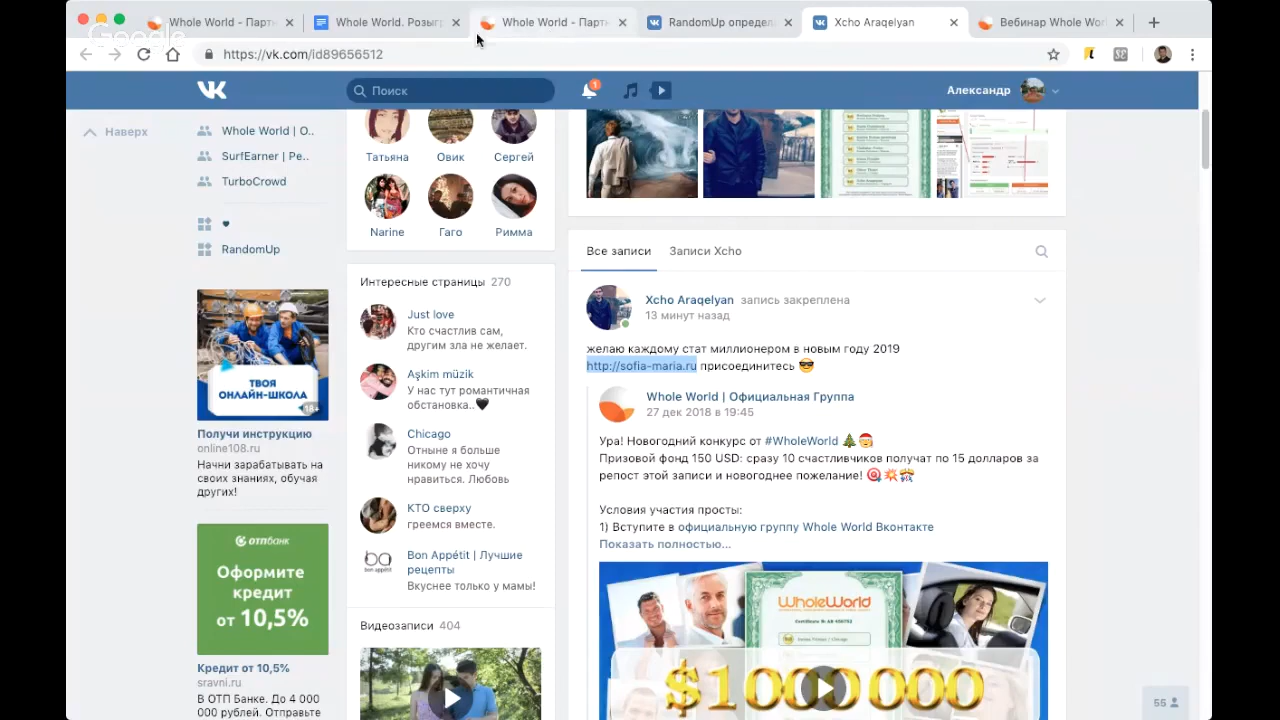 Google
Whole World - Партн
Whole World. Розыгр
Whole World - Партн
RandomUp определ
Xcho Araqelyan
Вебинар Whole Wor
https://vk.com/id89656512
Поиск
1
Александр
Наверх
Whole World | O..
TurboCrowd
RandomUp
ТВОЯ
ОНЛАЙН-ШКОЛА
Получи инструкцию
online108.ru
Начни зарабатывать на
своих знаниях, обучая
других!
отпбанк
Оформите
кредит
от 10,5%
Кредит от 10,5%
sravni.ru
В ОТП Банке. До 4 000
000 рублей. Отправьте
Татьяна
Овик
Сергей
Narine
Гаго
Римма
Интересные страницы 270
Just love
Кто счастлив сам,
другим зла не желает.
Aşkim müzik
У нас тут романтичная
обстановка..🖤
Chicago
Отныне я больше
никому не хочу
нравиться. Любовь
КТО сверху
греемся вместе.
bon appétit
Bon Appétit | Лучшие
рецепты
Вкуснее только у мамы!
Видеозаписи 404
Все записи
Записи Xcho
Xcho Araqelyan запись закреплена
13 минут назад
желаю каждому стат миллионером в новым году 2019
http://sofia-maria.ru присоединитесь 😎
Whole World | Официальная Группа
27 дек 2018 в 19:45
Ура! Новогодний конкурс от #WholeWorld 🎄🎅
Призовой фонд 150 USD: сразу 10 счастливчиков получат по 15 долларов за
репост этой записи и новогоднее пожелание! 🎯💥🎊
Условия участия просты:
1) Вступите в официальную группу Whole World Вконтакте
Показать полностью...
WholeWorld
$1000000
55